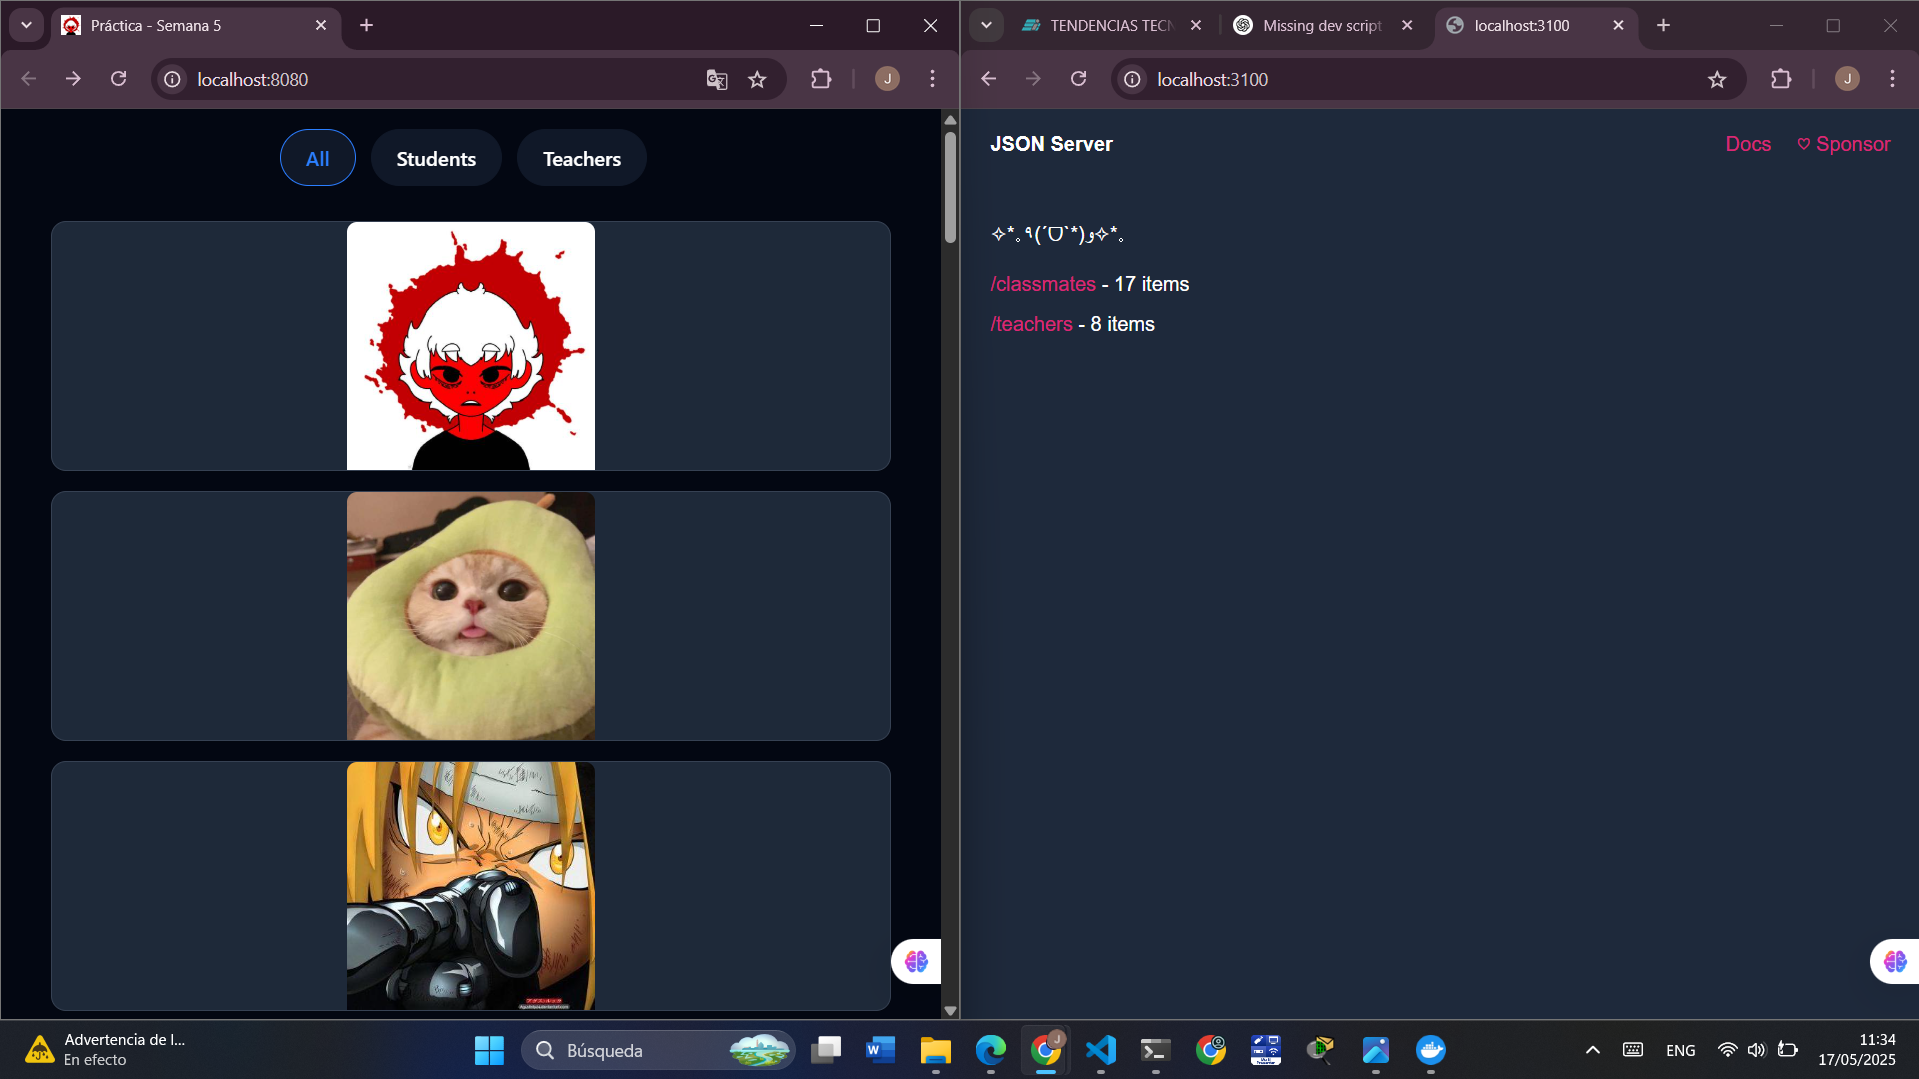 Práctica - Semana 5
localhost:8080
All
Students
Teachers
TENDENCIAS TECN
Missing dev script
localhost:3100
localhost:3100
J
J
JSON Server
Docs
♡ Sponsor
✧*｡٩(ˊᗜˋ*)و✧*｡
/classmates - 17 items
/teachers - 8 items
Advertencia de l...
En efecto
Búsqueda
ENG
11:34
17/05/2025